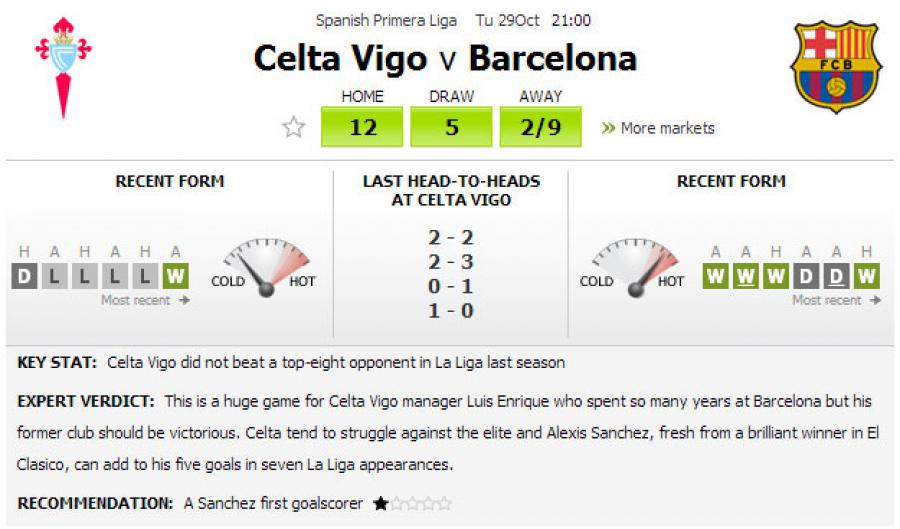 Spanish Primera Liga Tu 29Oct 21:00
Celta Vigo v Barcelona
HOME DRAW AWAY
12 5 2/9 » More markets
FCB
RECENT FORM
H A H A H A
D L L L L W
COLD HOT
Most recent →
LAST HEAD-TO-HEADS
AT CELTA VIGO
2 - 2
2 - 3
0 - 1
1 - 0
RECENT FORM
COLD HOT
A A H A A H
W W W D D W
Most recent →
KEY STAT: Celta Vigo did not beat a top-eight opponent in La Liga last season
EXPERT VERDICT: This is a huge game for Celta Vigo manager Luis Enrique who spent so many years at Barcelona but his
former club should be victorious. Celta tend to struggle against the elite and Alexis Sanchez, fresh from a brilliant winner in El
Clasico, can add to his five goals in seven La Liga appearances.
RECOMMENDATION: A Sanchez first goalscorer